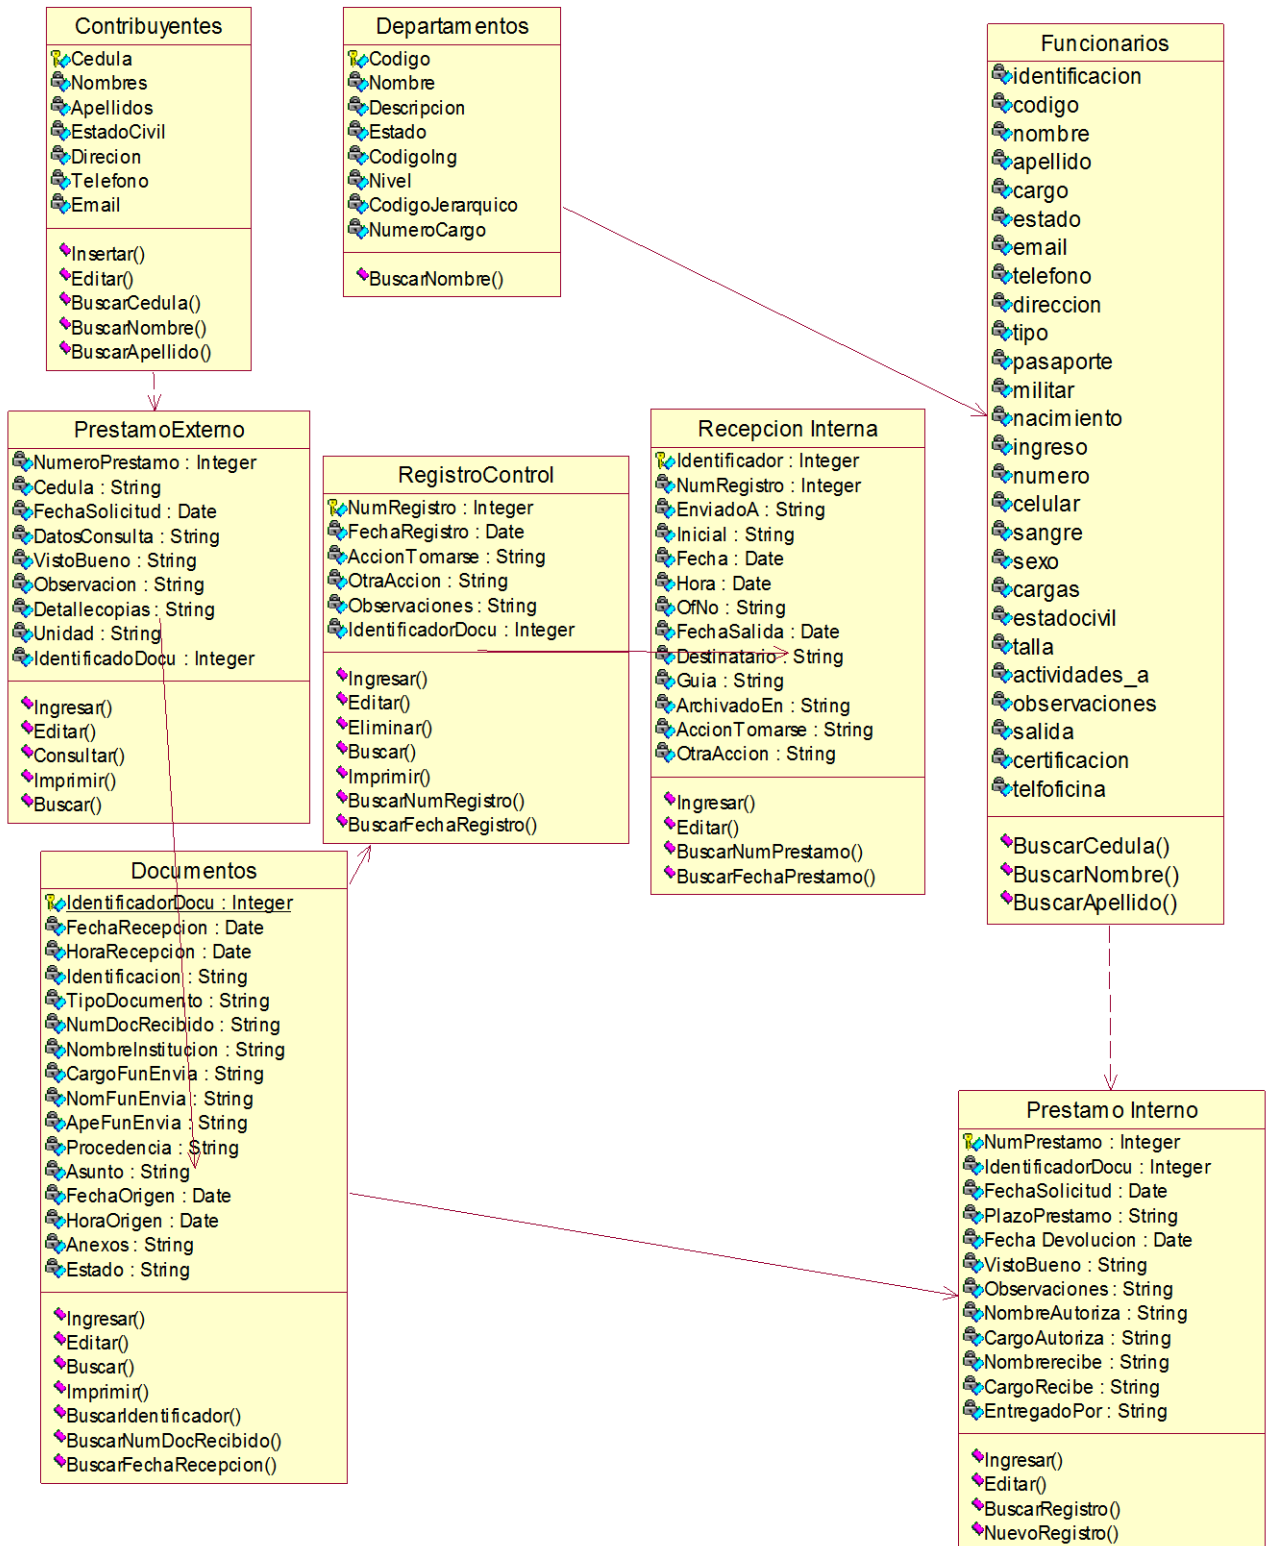 Contribuyentes
Cedula
Nombres
Apellidos
EstadoCivil
Direcion
Telefono
Email
Insertar()
Editar()
BuscarCedula()
BuscarNombre()
BuscarApellido()
Departamentos
Codigo
Nombre
Descripcion
Estado
CodigoIng
Nivel
CodigoJerarquico
NumeroCargo
BuscarNombre()
Funcionarios
identificacion
codigo
nombre
apellido
cargo
estado
email
telefono
direccion
tipo
pasaporte
militar
nacimiento
ingreso
numero
celular
sangre
sexo
cargas
estadocivil
talla
actividades_a
observaciones
salida
certificacion
telfoficina
BuscarCedula()
BuscarNombre()
BuscarApellido()
PrestamoExterno
NumeroPrestamo : Integer
Cedula : String
FechaSolicitud : Date
DatosConsulta : String
VistoBueno : String
Observacion : String
Detallecopias : String
Unidad : String
IdentificadoDocu : Integer
Ingresar()
Editar()
Consultar()
Imprimir()
Buscar()
RegistroControl
NumRegistro : Integer
FechaRegistro : Date
AccionTomarse : String
OtraAccion : String
Observaciones : String
IdentificadorDocu : Integer
Ingresar()
Editar()
Eliminar()
Buscar()
Imprimir()
BuscarNumRegistro()
BuscarFechaRegistro()
Recepcion Interna
Identificador : Integer
NumRegistro : Integer
EnviadoA : String
Inicial : String
Fecha : Date
Hora : Date
OfNo : String
FechaSalida : Date
Destinatario : String
Guia : String
ArchivadoEn : String
AccionTomarse : String
OtraAccion : String
Ingresar()
Editar()
BuscarNumPrestamo()
BuscarFechaPrestamo()
Documentos
IdentificadorDocu : Integer
FechaRecepcion : Date
HoraRecepcion : Date
Identificacion : String
TipoDocumento : String
NumDocRecibido : String
NombreInstitucion : String
CargoFunEnvia : String
NomFunEnvia : String
ApeFunEnvia : String
Procedencia : String
Asunto : String
FechaOrigen : Date
HoraOrigen : Date
Anexos : String
Estado : String
Ingresar()
Editar()
Buscar()
Imprimir()
BuscarIdentificador()
BuscarNumDocRecibido()
BuscarFechaRecepcion()
Prestamo Interno
NumPrestamo : Integer
IdentificadorDocu : Integer
FechaSolicitud : Date
PlazoPrestamo : String
Fecha Devolucion : Date
VistoBueno : String
Observaciones : String
NombreAutoriza : String
CargoAutoriza : String
Nombrerecibe : String
CargoRecibe : String
EntregadoPor : String
Ingresar()
Editar()
BuscarRegistro()
NuevoRegistro()